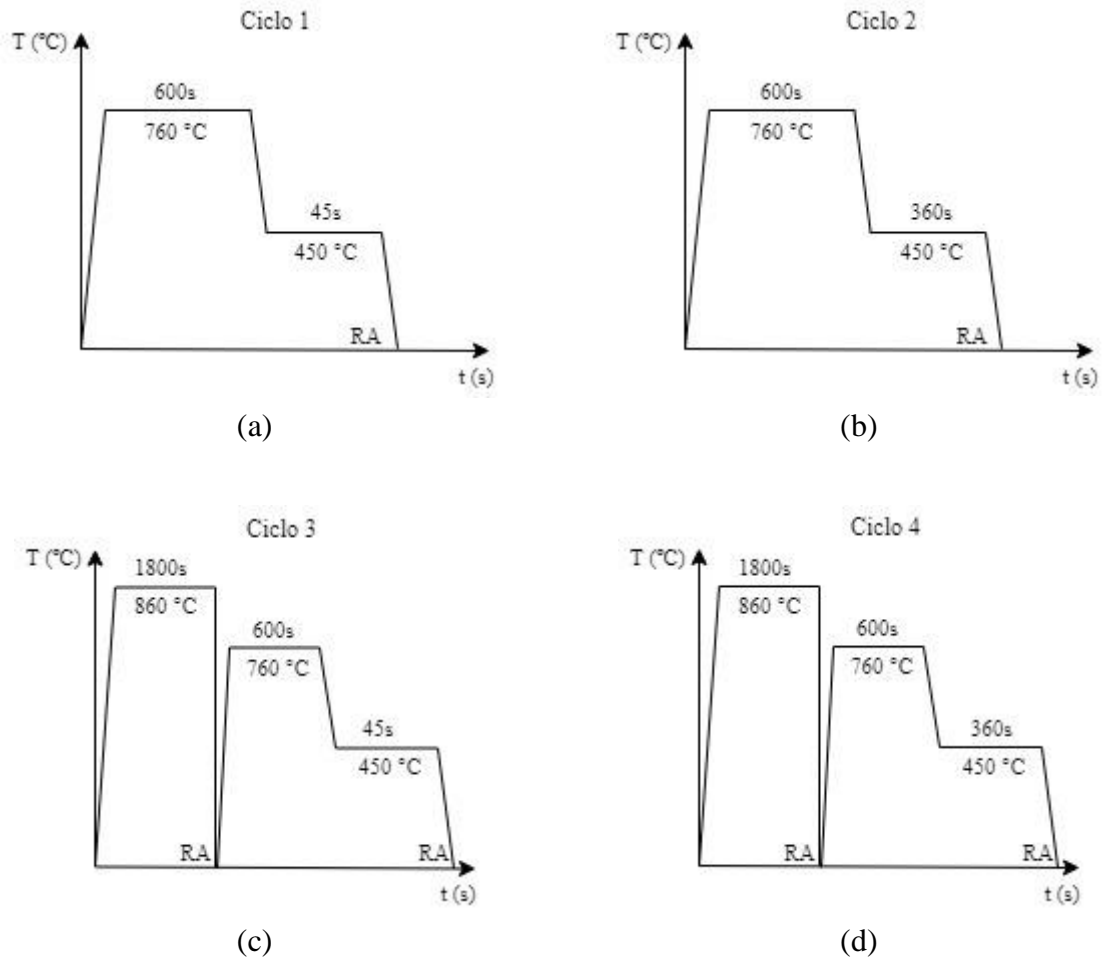 Ciclo 1
T (°C)
600s
760 °C
45s
450 °C
RA
t (s)
(a)
Ciclo 2
T (°C)
600s
760 °C
360s
450 °C
RA
t (s)
(b)
Ciclo 3
T (°C)
1800s
860 °C
600s
760 °C
45s
450 °C
RA
RA
t (s)
(c)
Ciclo 4
T (°C)
1800s
860 °C
600s
760 °C
360s
450 °C
RA
RA
t (s)
(d)